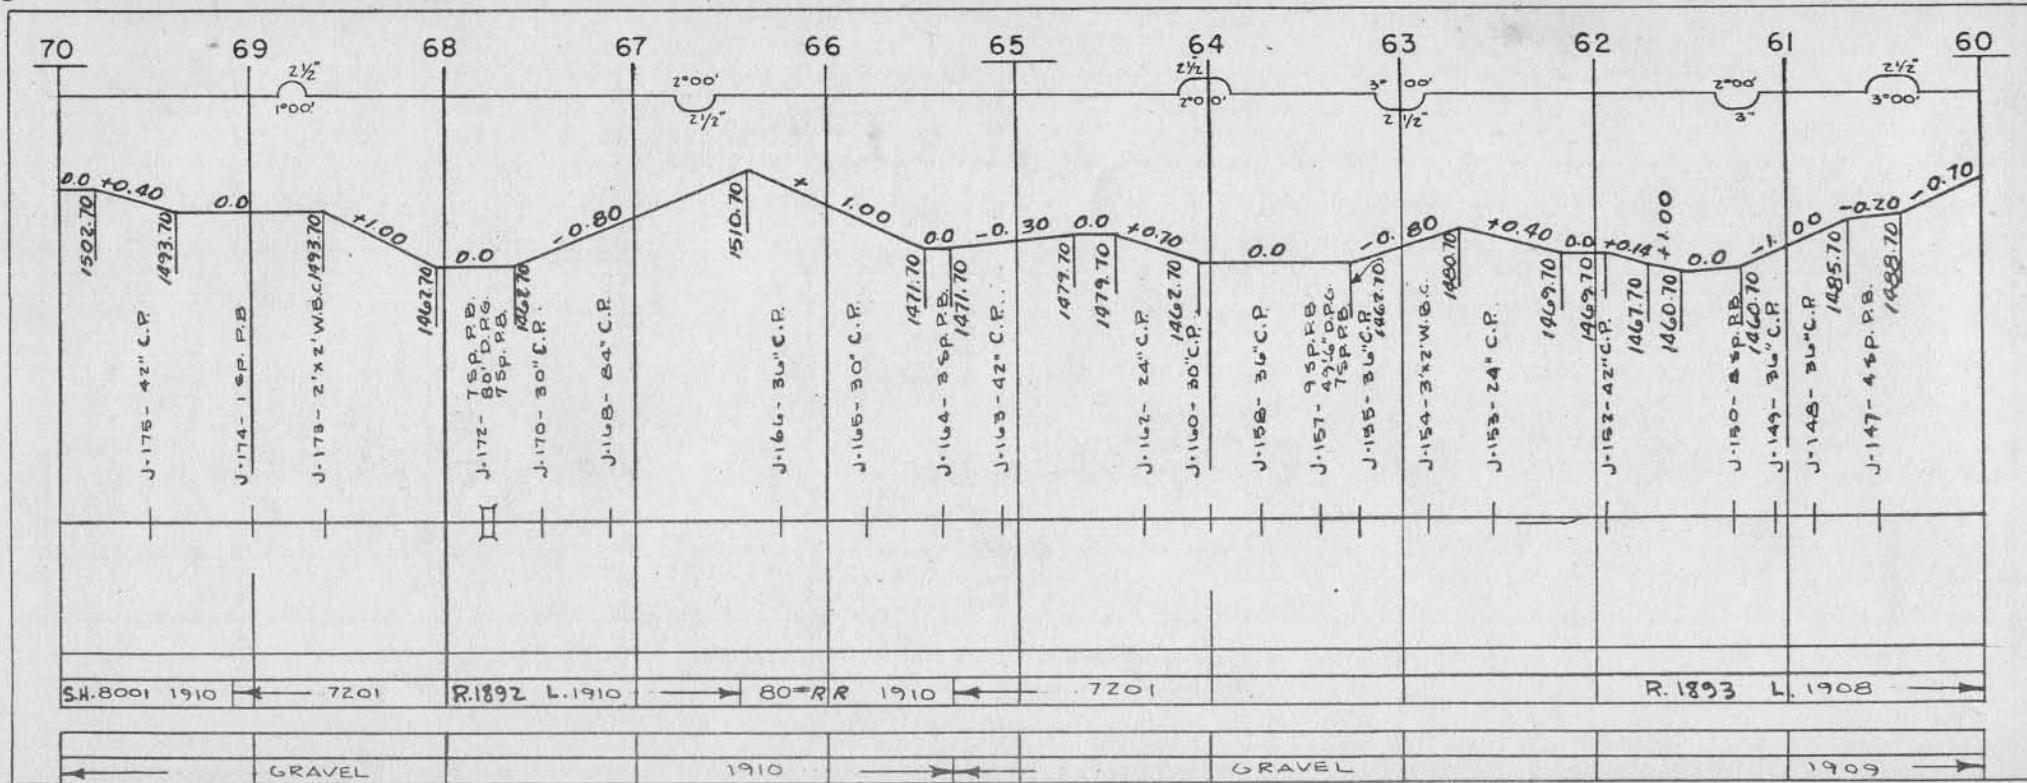 70 69 68 67 66 65 64 63 62 61 60
2½" 2°00' 2½" 3° 00' 2°00' 2½"
1°00' 2½" 2°00' 2 ½" 3" 3°00'
0.0 +0.40 0.0 +1.00 0.0 -0.80 + 1.00 0.0 -0.30 0.0 +0.70 0.0 -0.80 +0.40 0.0 +0.14 +1.00 0.0 -1.00 -0.20 -0.70
1502.70
1493.70
1493.70
1462.70
1462.70
1510.70
1471.70
1471.70
1479.70
1479.70
1462.70
1462.70
1480.70
1469.70
1469.70
1467.70
1460.70
1460.70
1485.70
1488.70
J-175- 42" C.P.
J-174- 1 SP. P.B
J-173- 2'x2' W.B.C.
J-172- 7 SP. P.B.
80' D.P.G.
7 SP. P.B.
J-170- 30" C.P.
J-168- 84" C.P.
J-166- 36" C.P.
J-165- 30" C.P.
J-164- 3 SP. P.B.
J-163- 42" C.P.
J-162- 24" C.P.
J-160- 30" C.P.
J-158- 36" C.P.
J-157- 9 SP. P.B
49'-6" D.P.G.
7 SP. P.B.
J-155- 36" C.P.
J-154- 3'x2' W.B.C.
J-153- 24" C.P.
J-152- 42" C.P.
J-150- 8 SP. P.B
J-149- 36" C.P.
J-148- 36" C.P.
J-147- 4 SP. P.B.
S.H.8001 1910 7201 R.1892 L.1910 80# RR 1910 7201 R.1893 L. 1908
GRAVEL 1910 GRAVEL 1909